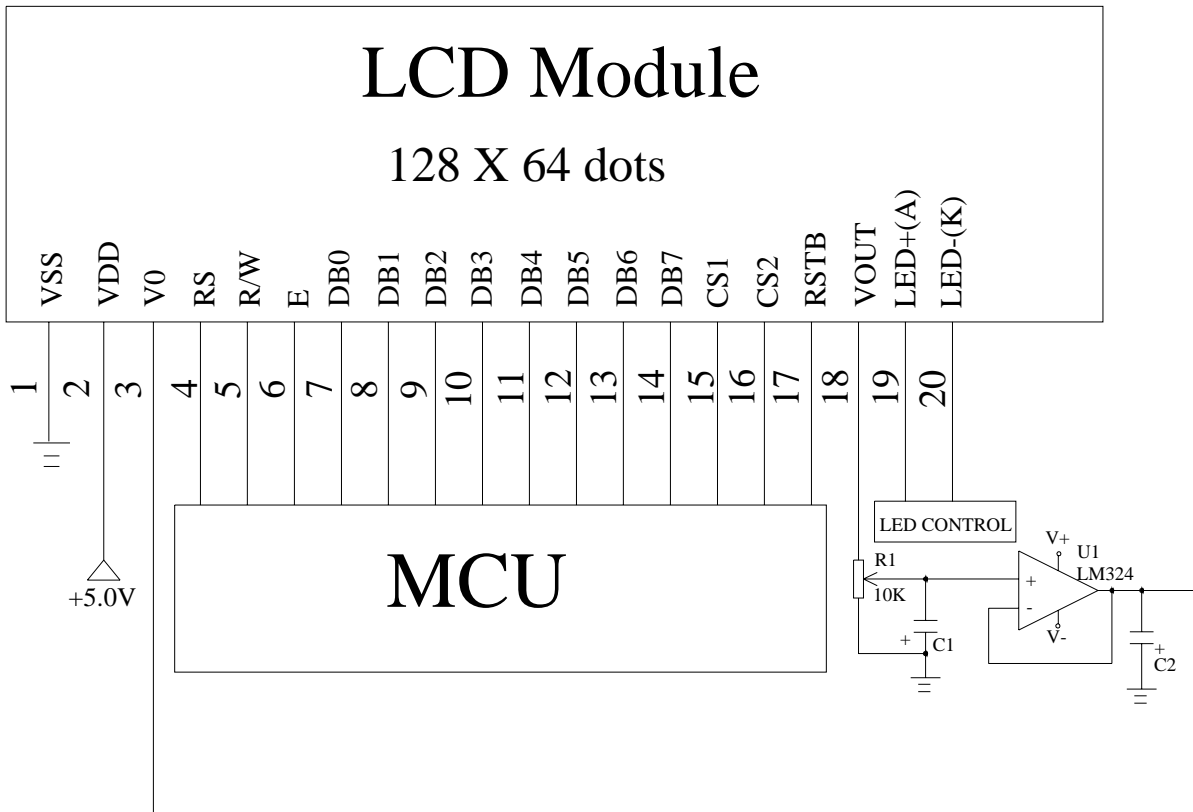 LCD Module
128 X 64 dots
VSS
VDD
V0
RS
R/W
E
DB0
DB1
DB2
DB3
DB4
DB5
DB6
DB7
CS1
CS2
RSTB
VOUT
LED+(A)
LED-(K)
1
2
3
4
5
6
7
8
9
10
11
12
13
14
15
16
17
18
19
20
+5.0V
MCU
LED CONTROL
R1
10K
+
C1
V+
U1
LM324
+
-
V-
+
C2